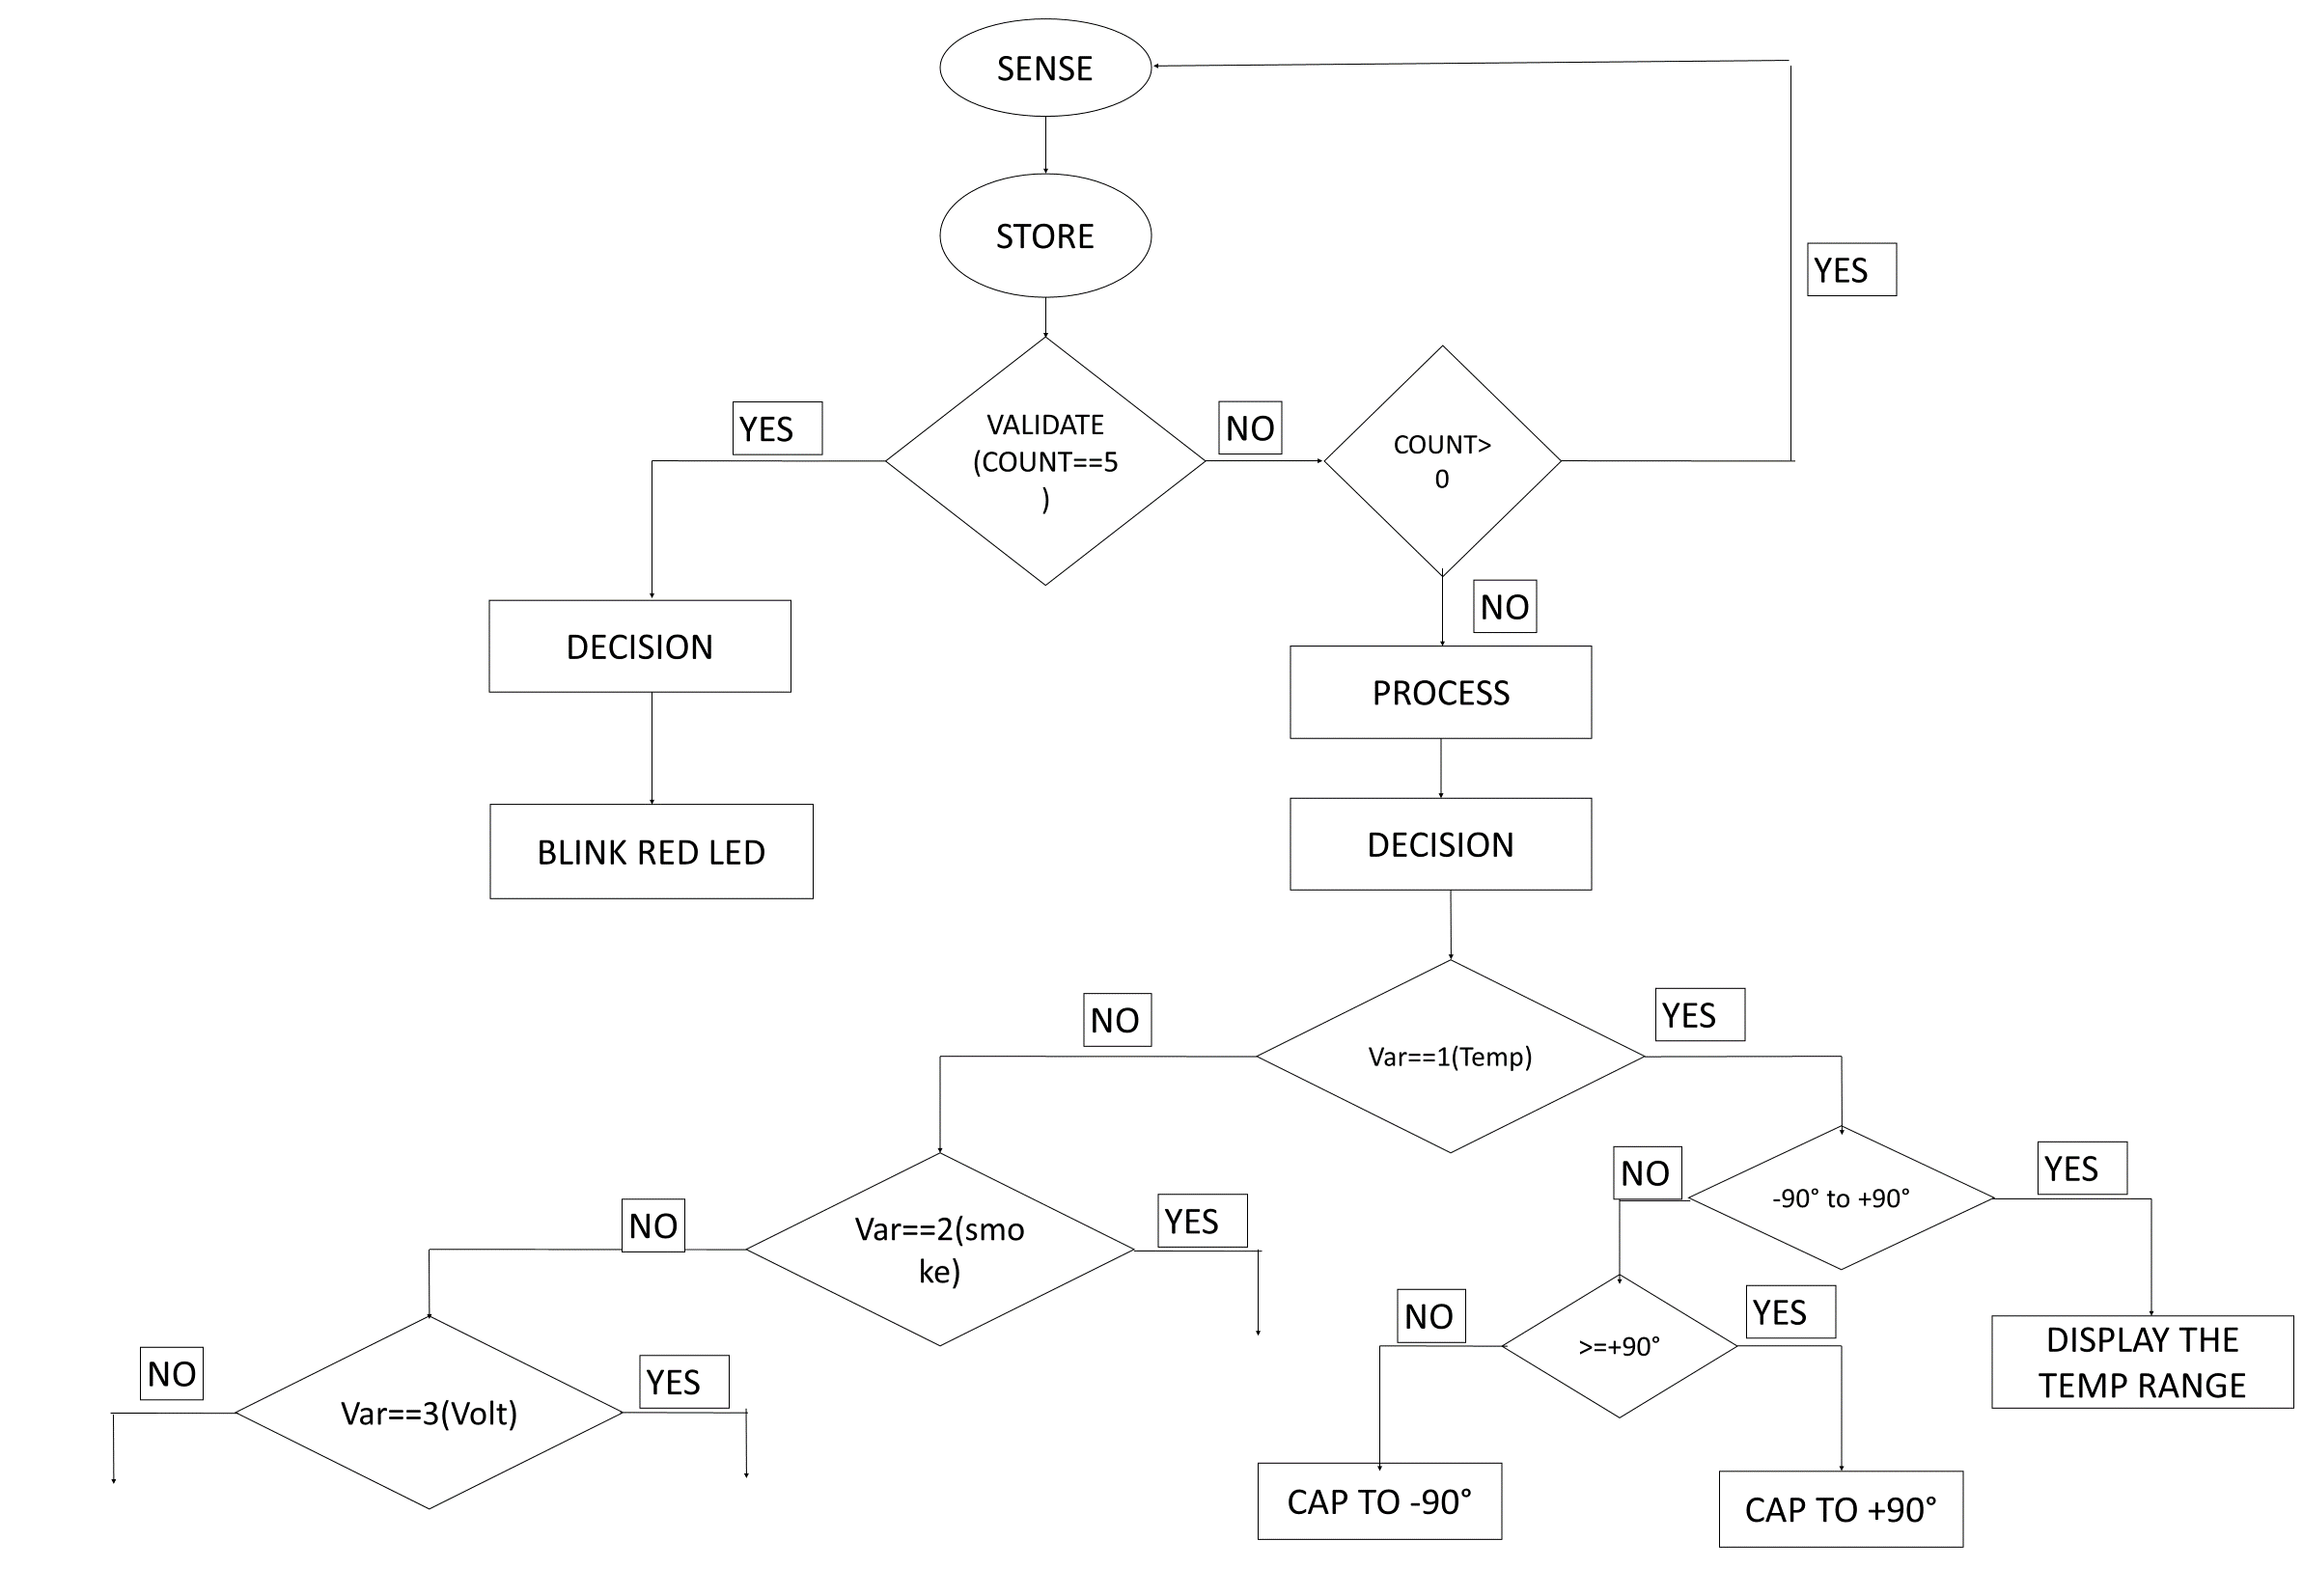 SENSE
STORE
YES
YES
VALIDATE
(COUNT==5
)
NO
COUNT>
0
NO
DECISION
PROCESS
BLINK RED LED
DECISION
NO
YES
Var==1(Temp)
NO
YES
-90° to +90°
YES
NO
Var==2(smo
ke)
YES
NO
>=+90°
YES
DISPLAY THE
TEMP RANGE
NO
Var==3(Volt)
YES
CAP TO -90°
CAP TO +90°